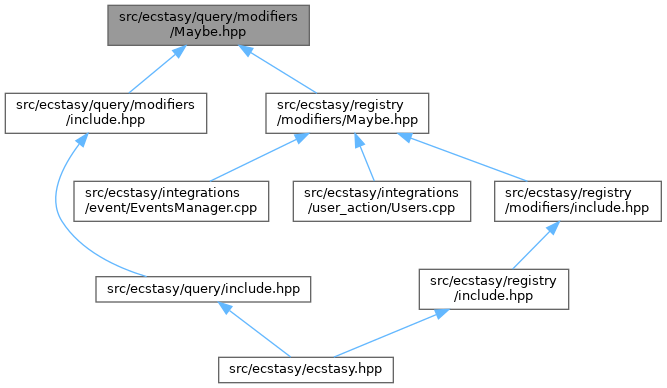 src/ecstasy/query/modifiers
/Maybe.hpp
src/ecstasy/query/modifiers
/include.hpp
src/ecstasy/registry
/modifiers/Maybe.hpp
src/ecstasy/integrations
/event/EventsManager.cpp
src/ecstasy/integrations
/user_action/Users.cpp
src/ecstasy/registry
/modifiers/include.hpp
src/ecstasy/query/include.hpp
src/ecstasy/registry
/include.hpp
src/ecstasy/ecstasy.hpp